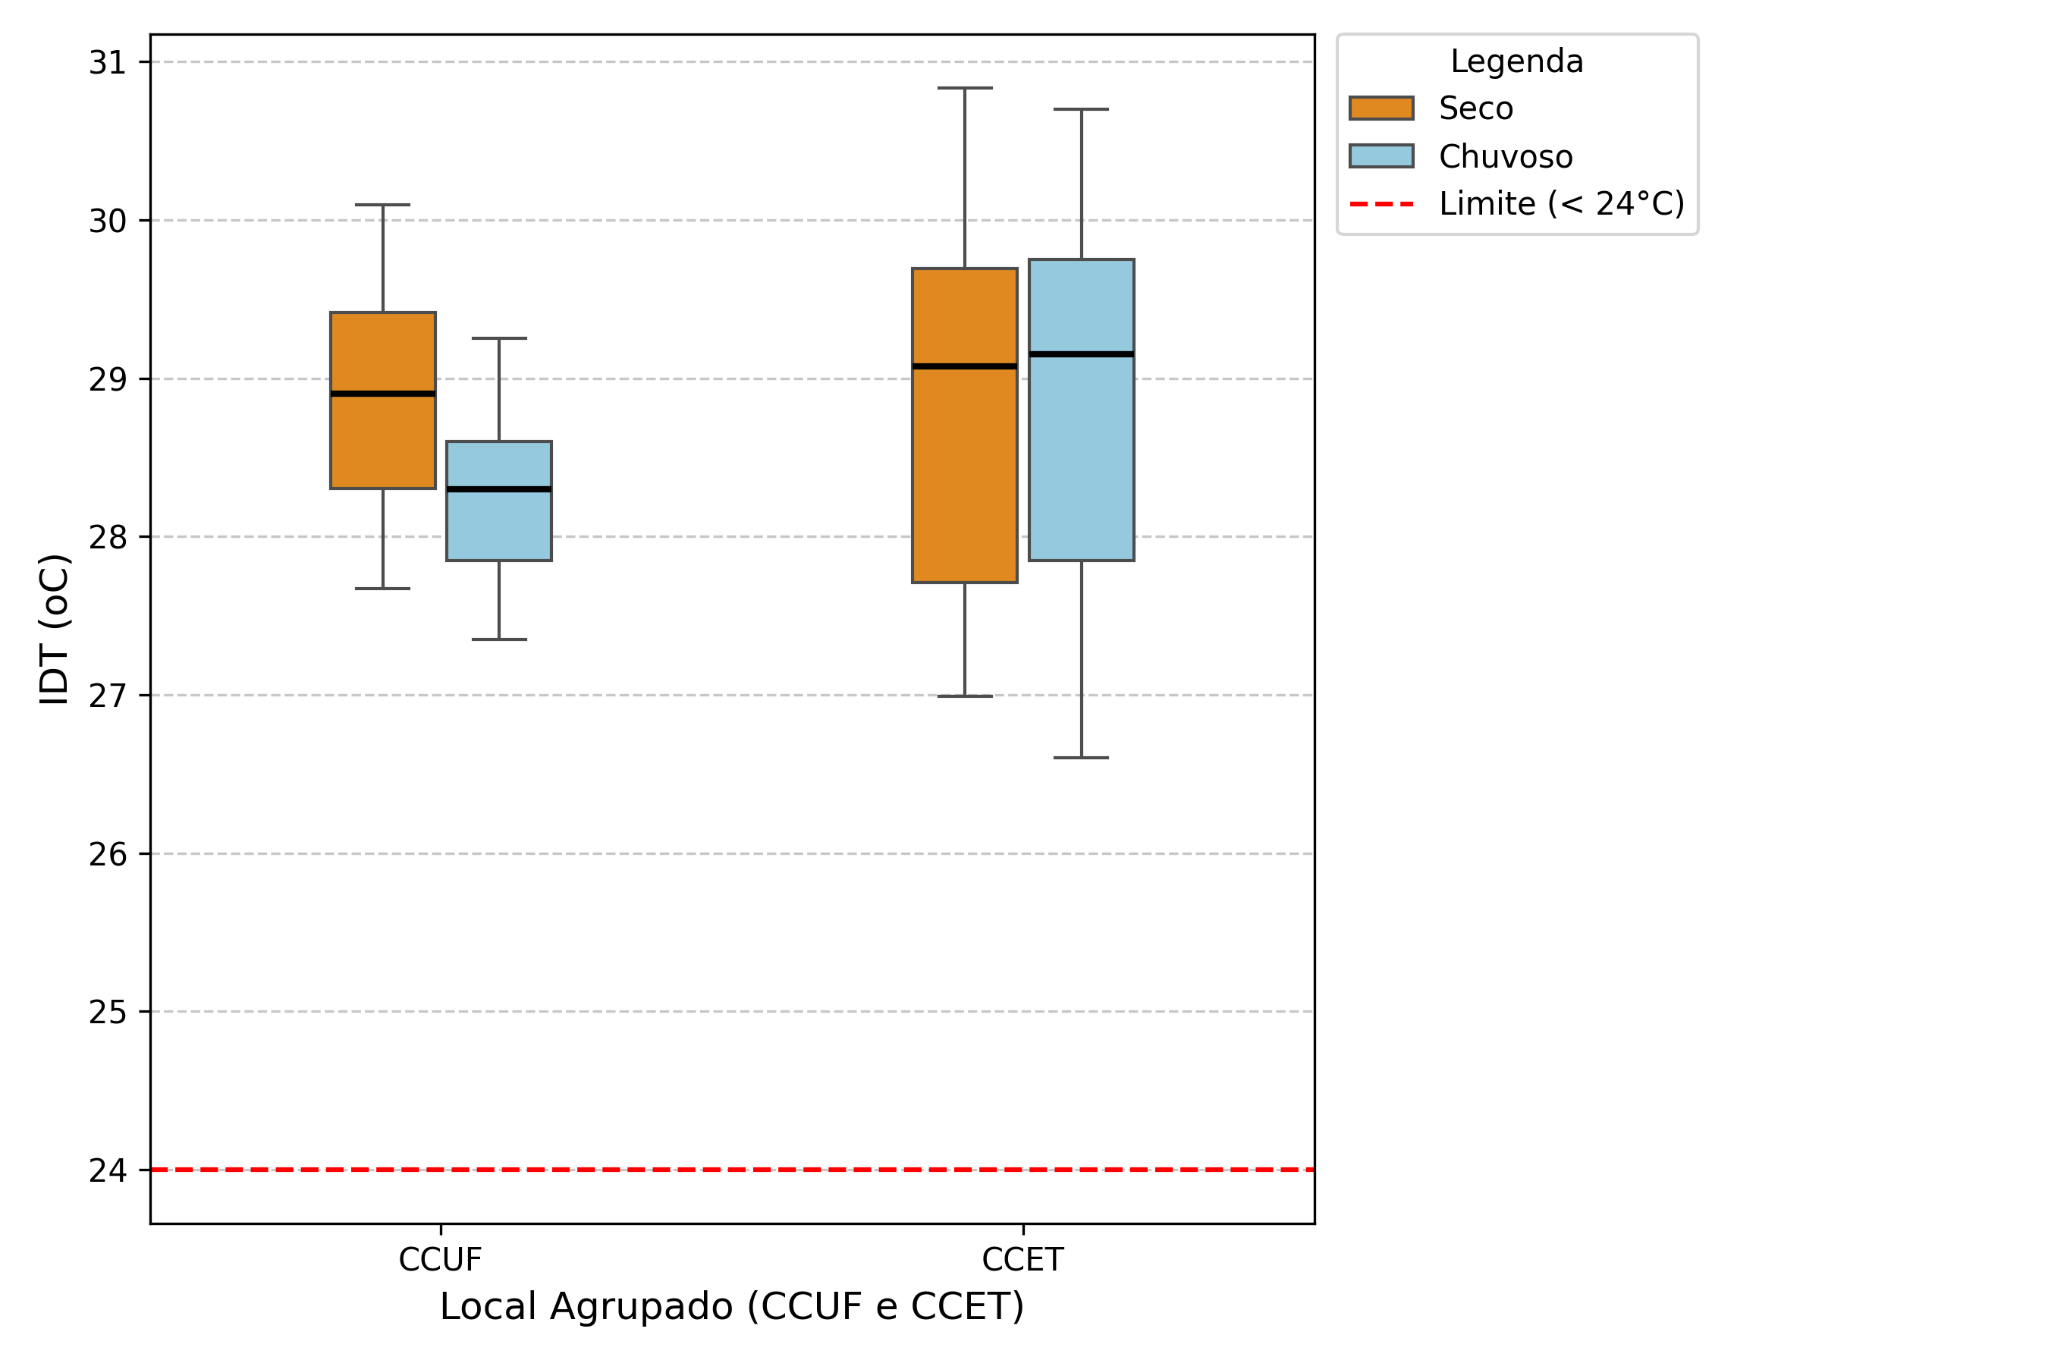 31
30
29
28
27
26
25
24
IDT (oC)
CCUF
CCET
Local Agrupado (CCUF e CCET)
Legenda
Seco
Chuvoso
Limite (< 24°C)